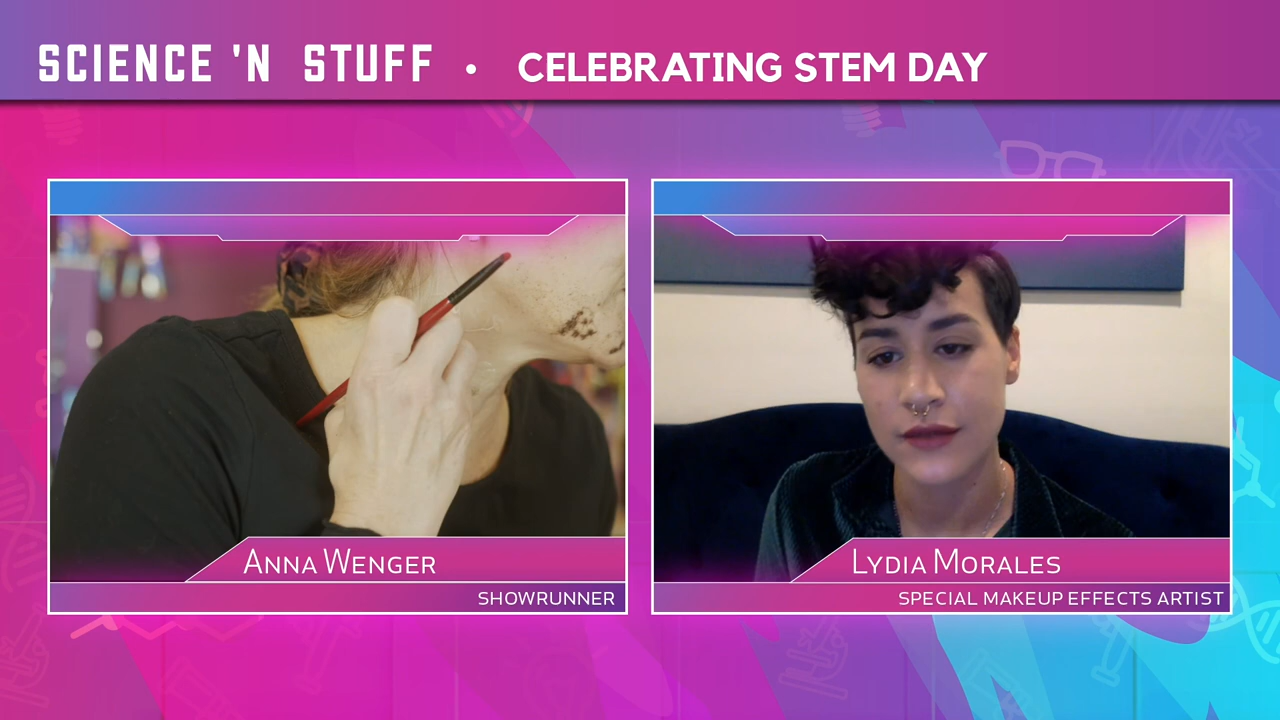 SCIENCE 'N STUFF • CELEBRATING STEM DAY
ANNA WENGER
SHOWRUNNER
LYDIA MORALES
SPECIAL MAKEUP EFFECTS ARTIST